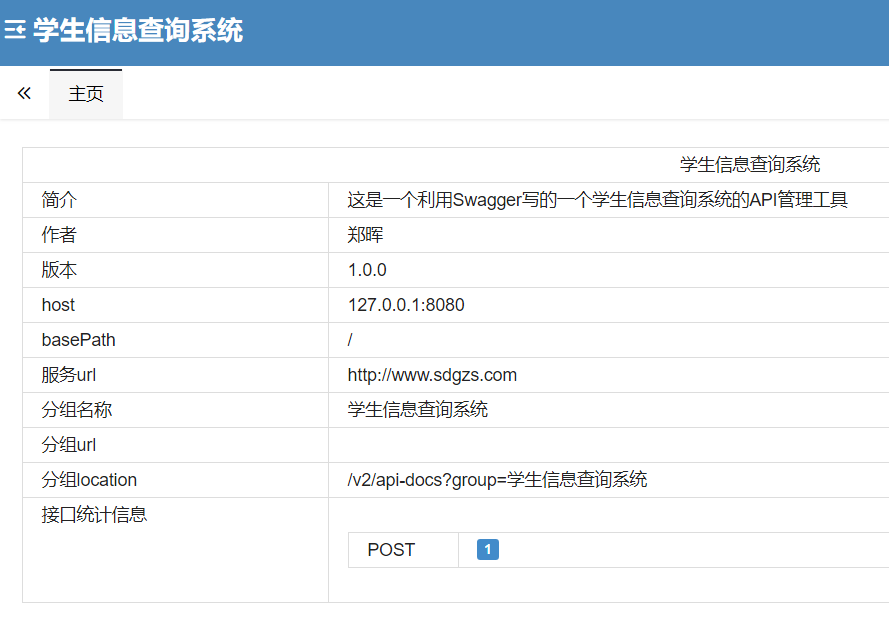 学生信息查询系统
主页
学生信息查询系统
简介 这是一个利用Swagger写的一个学生信息查询系统的API管理工具
作者 郑晖
版本 1.0.0
host 127.0.0.1:8080
basePath /
服务url http://www.sdgzs.com
分组名称 学生信息查询系统
分组url
分组location /v2/api-docs?group=学生信息查询系统
接口统计信息
POST 1